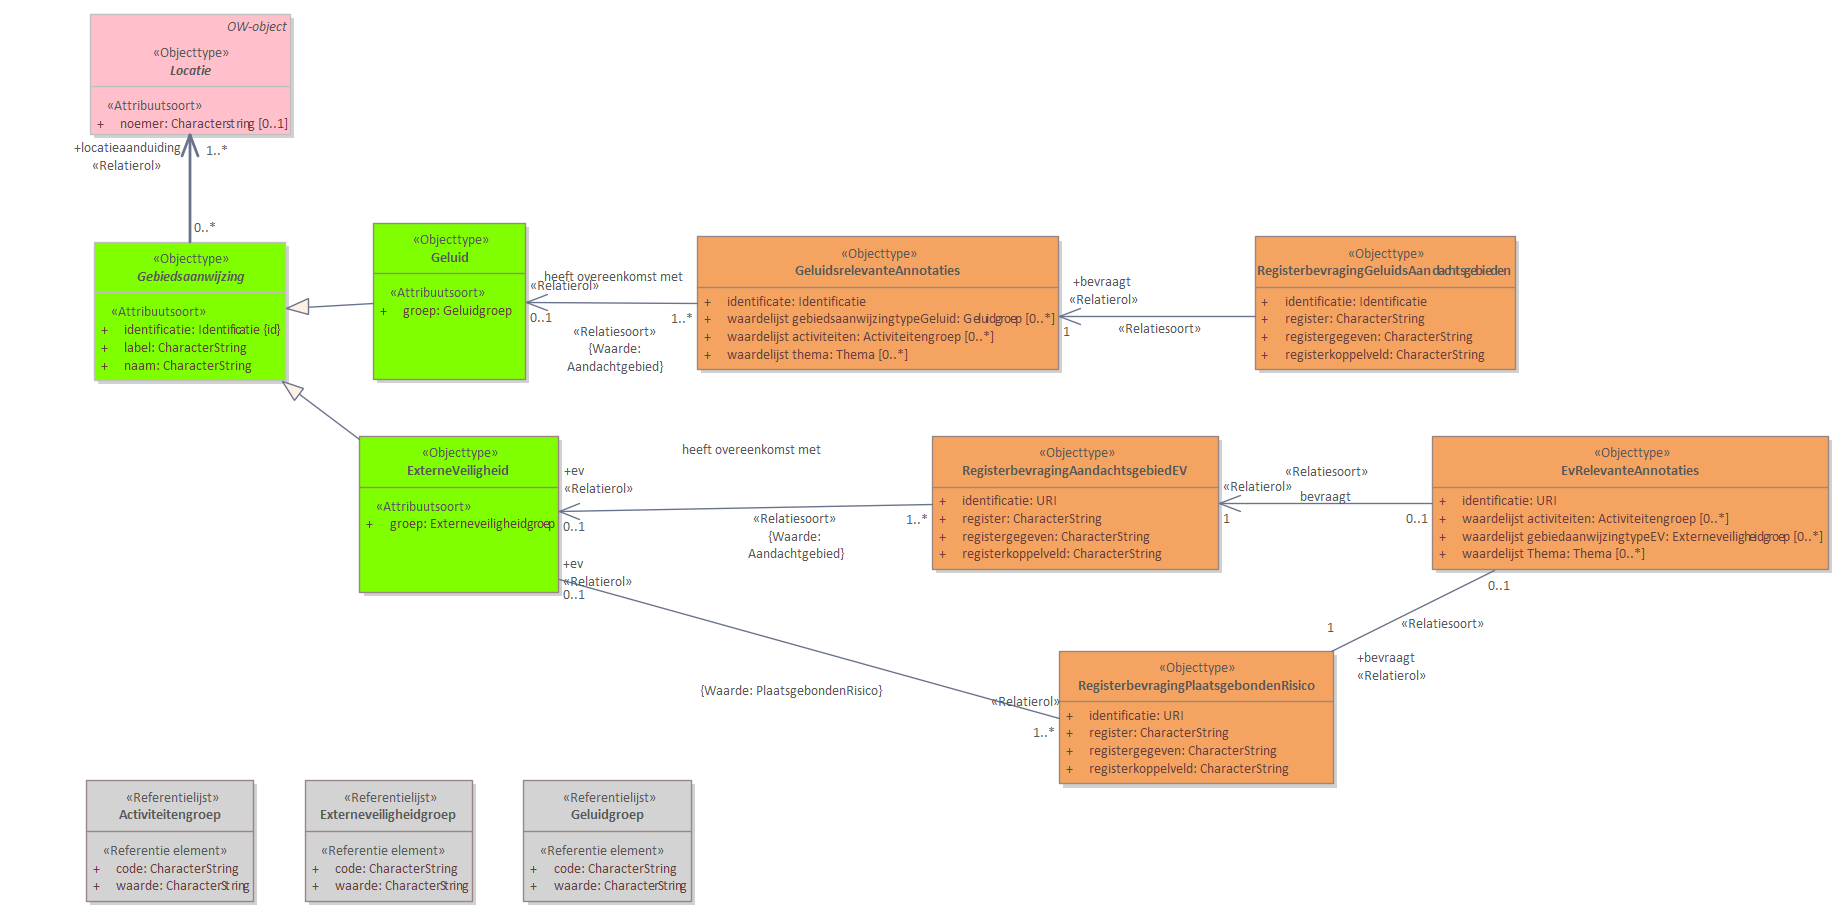 OW-object
«Objecttype»
Locatie
«Attribuutsoort»
+ noemer: Characterstring [0..1]
+locatieaanduiding
«Relatierol»
1..*
0..*
«Objecttype»
Gebiedsaanwijzing
«Attribuutsoort»
+ identificatie: Identificatie {id}
+ label: CharacterString
+ naam: CharacterString
«Objecttype»
Geluid
«Attribuutsoort»
+ groep: Geluidgroep
heeft overeenkomst met
«Relatierol»
0..1
1..*
«Relatiesoort»
{Waarde:
Aandachtgebied}
«Objecttype»
GeluidsrelevanteAnnotaties
+ identificate: Identificatie
+ waardelijst gebiedsaanwijzingtypeGeluid: Geluidgroep [0..*]
+ waardelijst activiteiten: Activiteitengroep [0..*]
+ waardelijst thema: Thema [0..*]
+bevraagt
«Relatierol»
1
«Relatiesoort»
«Objecttype»
RegisterbevragingGeluidsAandachtsgebieden
+ identificatie: Identificatie
+ register: CharacterString
+ registergegeven: CharacterString
+ registerkoppelveld: CharacterString
«Objecttype»
ExterneVeiligheid
«Attribuutsoort»
+ groep: Externeveiligheidgroep
+ev
«Relatierol»
0..1
heeft overeenkomst met
«Relatiesoort»
{Waarde:
Aandachtgebied}
1..*
«Objecttype»
RegisterbevragingAandachtsgebiedEV
+ identificatie: URI
+ register: CharacterString
+ registergegeven: CharacterString
+ registerkoppelveld: CharacterString
«Relatiesoort»
«Relatierol»
bevraagt
1
0..1
«Objecttype»
EvRelevanteAnnotaties
+ identificatie: URI
+ waardelijst activiteiten: Activiteitengroep [0..*]
+ waardelijst gebiedaanwijzingtypeEV: Externeveiligheidgroep [0..*]
+ waardelijst Thema: Thema [0..*]
+ev
«Relatierol»
0..1
{Waarde: PlaatsgebondenRisico}
«Relatierol»
1..*
0..1
«Relatiesoort»
1
+bevraagt
«Relatierol»
«Objecttype»
RegisterbevragingPlaatsgebondenRisico
+ identificatie: URI
+ register: CharacterString
+ registergegeven: CharacterString
+ registerkoppelveld: CharacterString
«Referentielijst»
Activiteitengroep
«Referentie element»
+ code: CharacterString
+ waarde: CharacterString
«Referentielijst»
Externeveiligheidgroep
«Referentie element»
+ code: CharacterString
+ waarde: CharacterString
«Referentielijst»
Geluidgroep
«Referentie element»
+ code: CharacterString
+ waarde: CharacterString